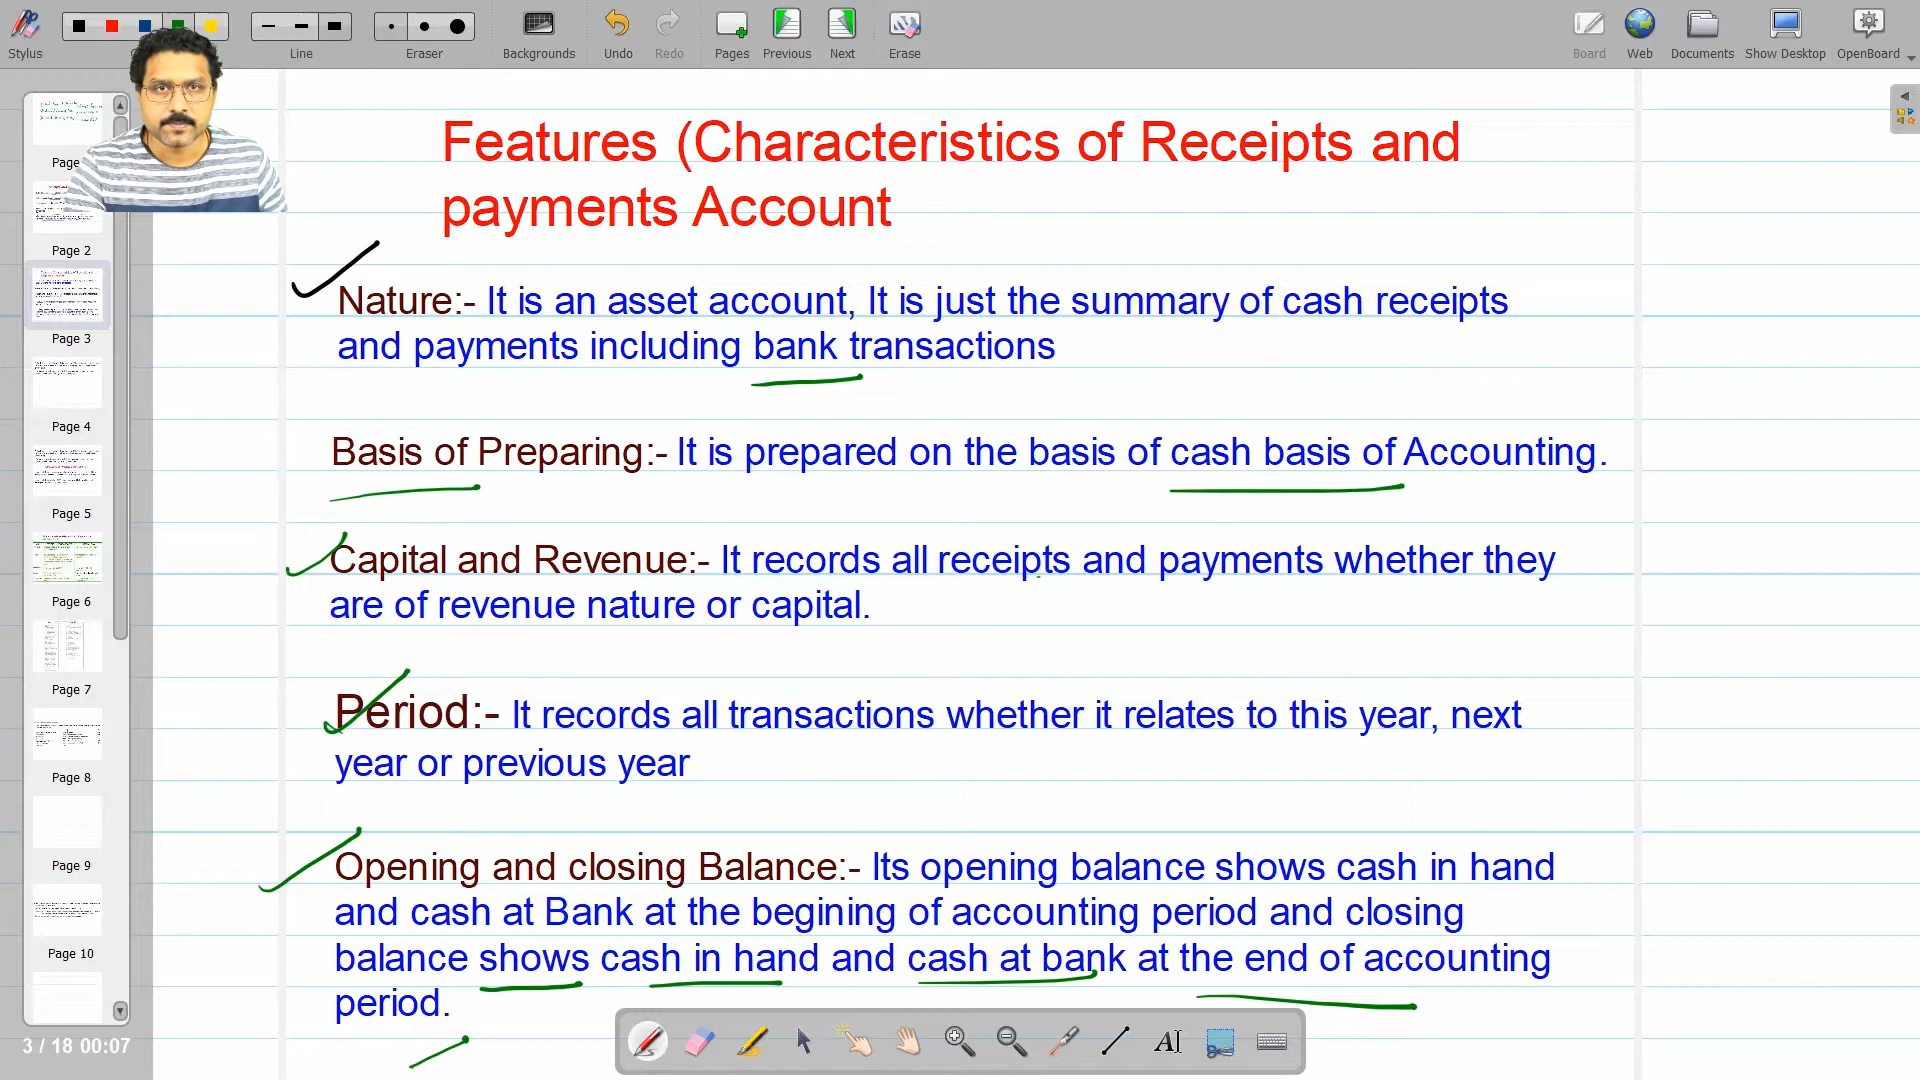 Stylus
Line
Eraser
Backgrounds
Undo
Redo
Pages
Previous
Next
Erase
Board
Web
Documents
Show Desktop
OpenBoard
Page 2
Page 3
Page 4
Page 5
Page 6
Page 7
Page 8
Page 9
Page 10
3 / 18 00:07
Features (Characteristics of Receipts and
payments Account
Nature:- It is an asset account, It is just the summary of cash receipts
and payments including bank transactions
Basis of Preparing:- It is prepared on the basis of cash basis of Accounting.
Capital and Revenue:- It records all receipts and payments whether they
are of revenue nature or capital.
Period:- It records all transactions whether it relates to this year, next
year or previous year
Opening and closing Balance:- Its opening balance shows cash in hand
and cash at Bank at the begining of accounting period and closing
balance shows cash in hand and cash at bank at the end of accounting
period.